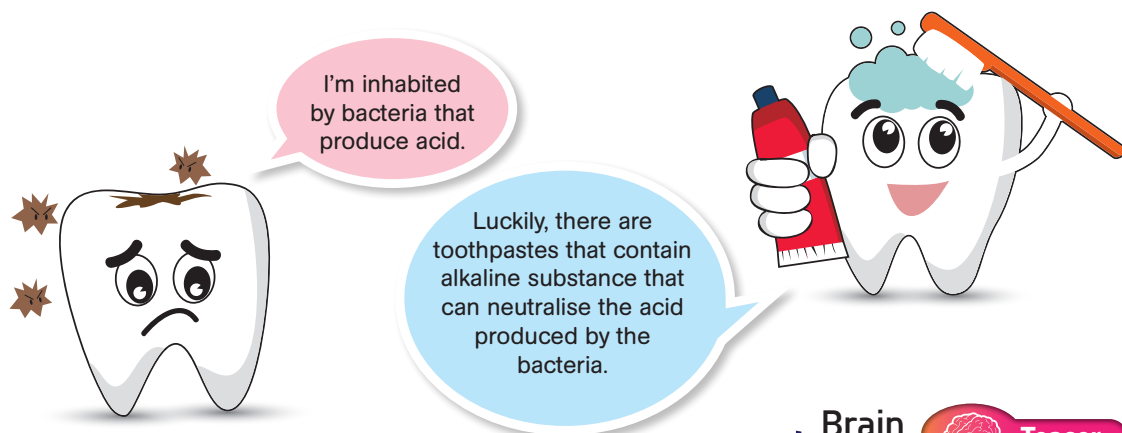 I'm inhabited
by bacteria that
produce acid.
Luckily, there are
toothpastes that contain
alkaline substance that
can neutralise the acid
produced by the
bacteria.
Brain Teaser